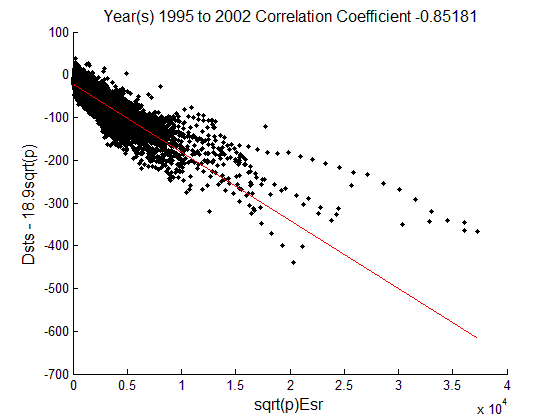 Year(s) 1995 to 2002 Correlation Coefficient -0.85181
100
0
-100
-200
-300
-400
-500
-600
-700
Dsts - 18.9sqrt(p)
0 0.5 1 1.5 2 2.5 3 3.5 4
x 10^4
sqrt(p)Esr